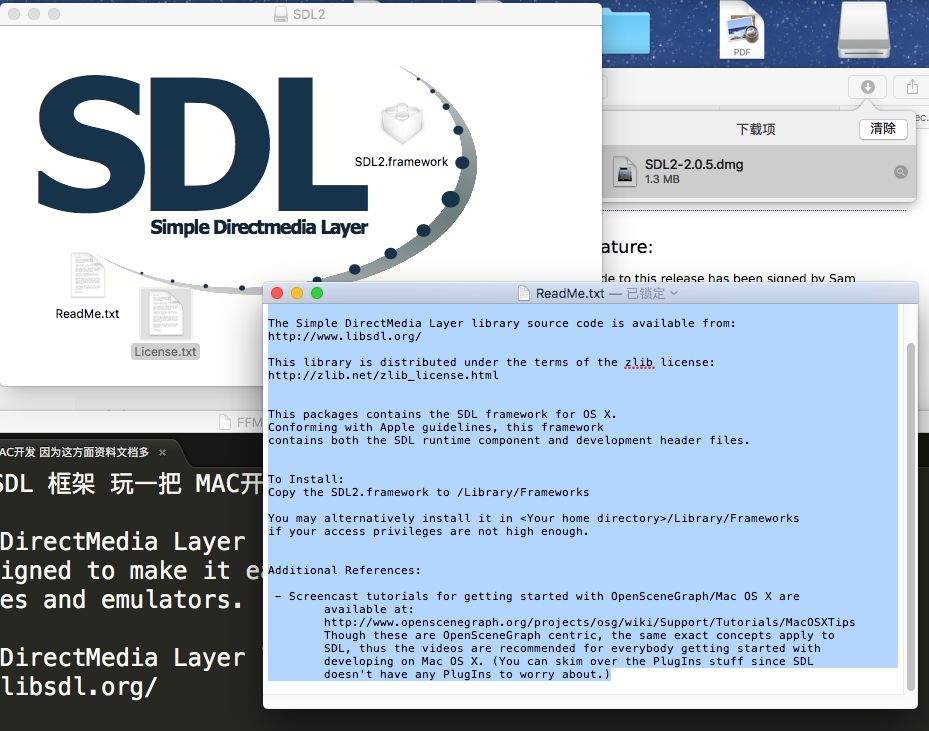 SDL2
PDF
SDL
Simple Directmedia Layer
SDL2.framework
ReadMe.txt
License.txt
下载项
清除
SDL2-2.0.5.dmg
1.3 MB
ature:
de to this release has been signed by Sam
ReadMe.txt — 已锁定
The Simple DirectMedia Layer library source code is available from:
http://www.libsdl.org/
This library is distributed under the terms of the zlib license:
http://zlib.net/zlib_license.html
This packages contains the SDL framework for OS X.
Conforming with Apple guidelines, this framework
contains both the SDL runtime component and development header files.
To Install:
Copy the SDL2.framework to /Library/Frameworks
You may alternatively install it in <Your home directory>/Library/Frameworks
if your access privileges are not high enough.
Additional References:
- Screencast tutorials for getting started with OpenSceneGraph/Mac OS X are
available at:
http://www.openscenegraph.org/projects/osg/wiki/Support/Tutorials/MacOSXTips
Though these are OpenSceneGraph centric, the same exact concepts apply to
SDL, thus the videos are recommended for everybody getting started with
developing on Mac OS X. (You can skim over the PlugIns stuff since SDL
doesn't have any PlugIns to worry about.)
FFM
AC开发 因为这方面资料文档多
SDL 框架 玩一把 MAC开
DirectMedia Layer
igned to make it ea
es and emulators.
DirectMedia Layer
libsdl.org/